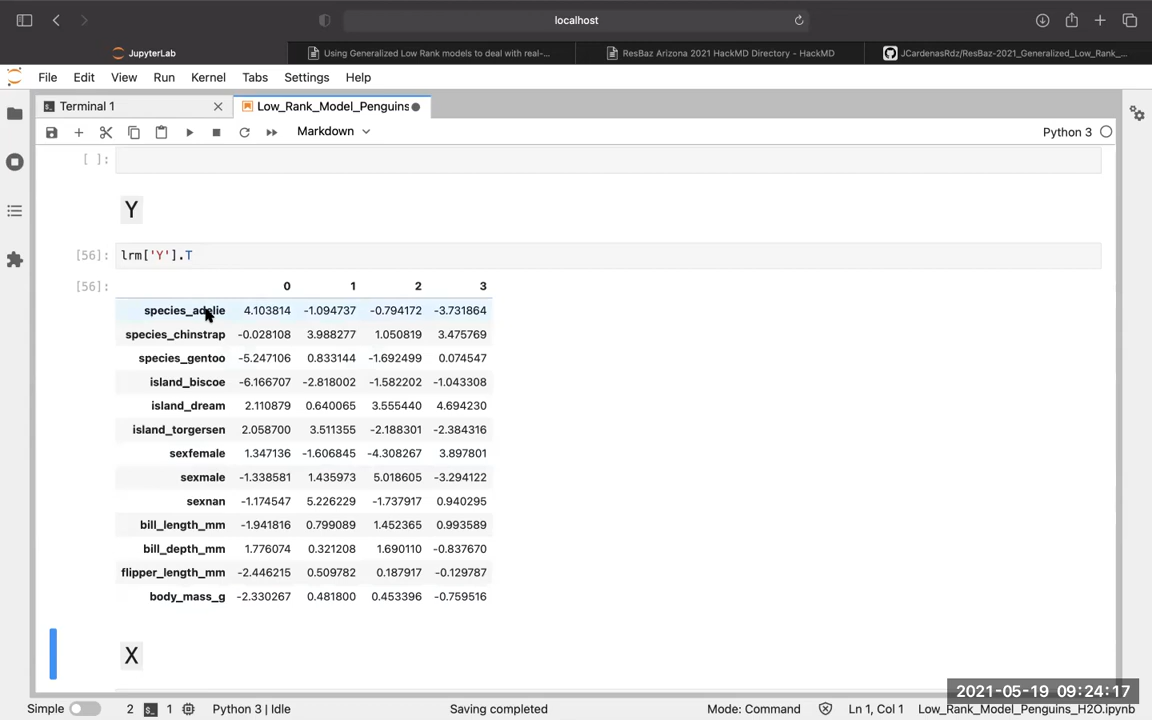 localhost
JupyterLab
Using Generalized Low Rank models to deal with real-...
ResBaz Arizona 2021 HackMD Directory - HackMD
JCardenasRdz/ResBaz-2021_Generalized_Low_Rank_...
File Edit View Run Kernel Tabs Settings Help
Terminal 1
Low_Rank_Model_Penguins
Markdown
Python 3
[ ]:
Y
[56]: lrm['Y'].T
[56]:
0 1 2 3
species_adelie 4.103814 -1.094737 -0.794172 -3.731864
species_chinstrap -0.028108 3.988277 1.050819 3.475769
species_gentoo -5.247106 0.833144 -1.692499 0.074547
island_biscoe -6.166707 -2.818002 -1.582202 -1.043308
island_dream 2.110879 0.640065 3.555440 4.694230
island_torgersen 2.058700 3.511355 -2.188301 -2.384316
sexfemale 1.347136 -1.606845 -4.308267 3.897801
sexmale -1.338581 1.435973 5.018605 -3.294122
sexnan -1.174547 5.226229 -1.737917 0.940295
bill_length_mm -1.941816 0.799089 1.452365 0.993589
bill_depth_mm 1.776074 0.321208 1.690110 -0.837670
flipper_length_mm -2.446215 0.509782 0.187917 -0.129787
body_mass_g -2.330267 0.481800 0.453396 -0.759516
X
2021-05-19 09:24:17
Simple 2 1 Python 3 | Idle Saving completed Mode: Command Ln 1, Col 1 Low_Rank_Model_Penguins_H2O.ipynb